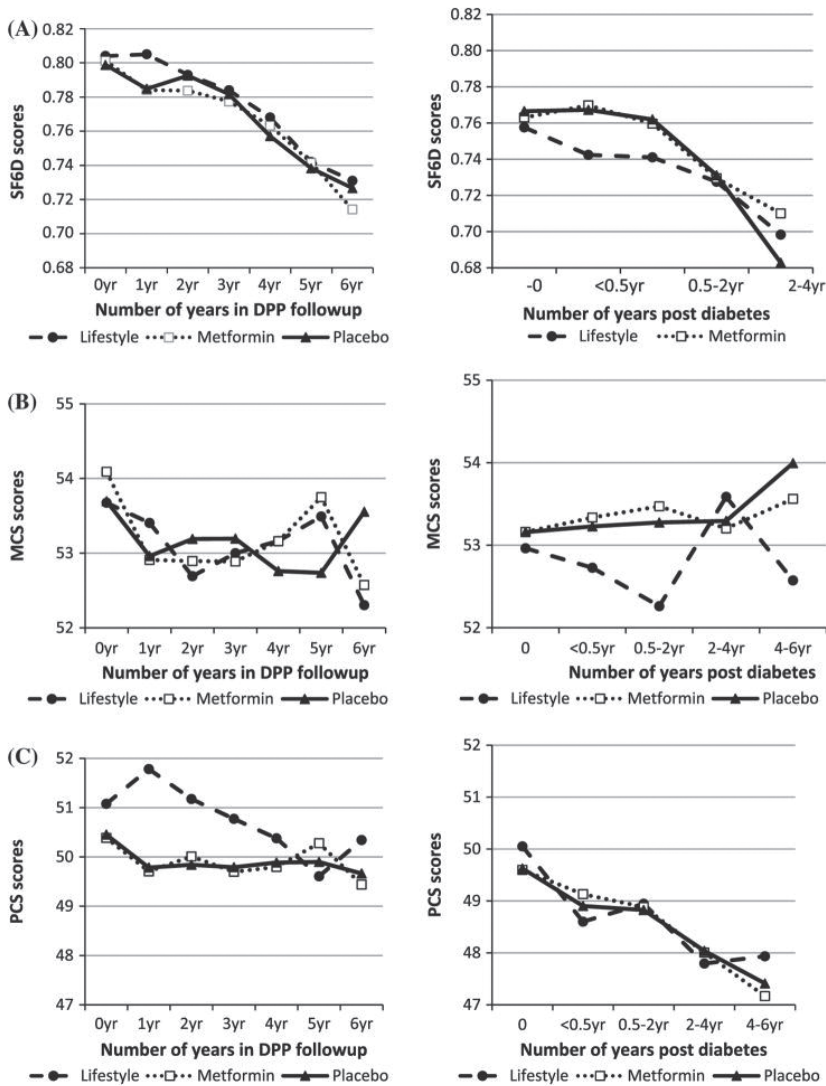 (A)
0.82
0.80
0.78
0.76
0.74
0.72
0.70
0.68
SF6D scores
0yr 1yr 2yr 3yr 4yr 5yr 6yr
Number of years in DPP followup
Lifestyle Metformin Placebo
0.82
0.80
0.78
0.76
0.74
0.72
0.70
0.68
SF6D scores
-0 <0.5yr 0.5-2yr 2-4yr
Number of years post diabetes
Lifestyle Metformin
(B)
55
54
53
52
MCS scores
0yr 1yr 2yr 3yr 4yr 5yr 6yr
Number of years in DPP followup
Lifestyle Metformin Placebo
55
54
53
52
MCS scores
0 <0.5yr 0.5-2yr 2-4yr 4-6yr
Number of years post diabetes
Lifestyle Metformin Placebo
(C)
52
51
50
49
48
47
PCS scores
0yr 1yr 2yr 3yr 4yr 5yr 6yr
Number of years in DPP followup
Lifestyle Metformin Placebo
52
51
50
49
48
47
PCS scores
0 <0.5yr 0.5-2yr 2-4yr 4-6yr
Number of years post diabetes
Lifestyle Metformin Placebo